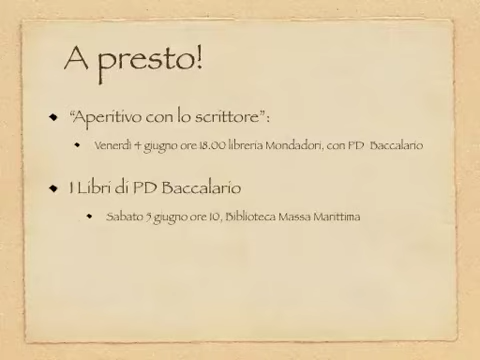 A presto!
“Aperitivo con lo scrittore”:
Venerdì 4 giugno ore 18.00 libreria Mondadori, con PD Baccalario
I Libri di PD Baccalario
Sabato 5 giugno ore 10, Biblioteca Massa Marittima